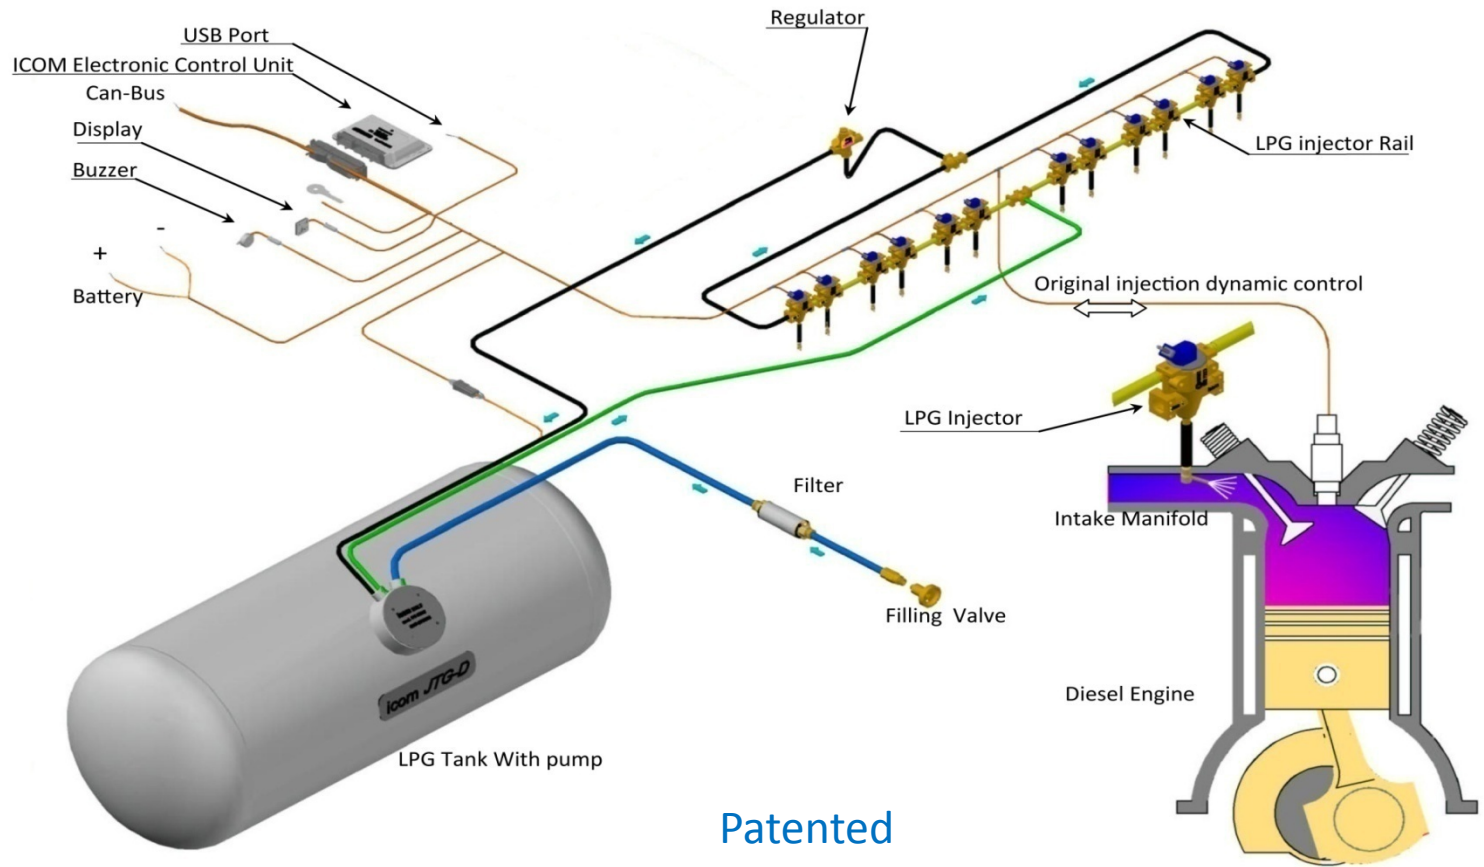 Regulator
USB Port
ICOM Electronic Control Unit
Can-Bus
Display
Buzzer
-
+
Battery
LPG injector Rail
Original injection dynamic control
LPG Injector
Filter
Intake Manifold
Filling Valve
Diesel Engine
icom JTG-D
LPG Tank With pump
Patented